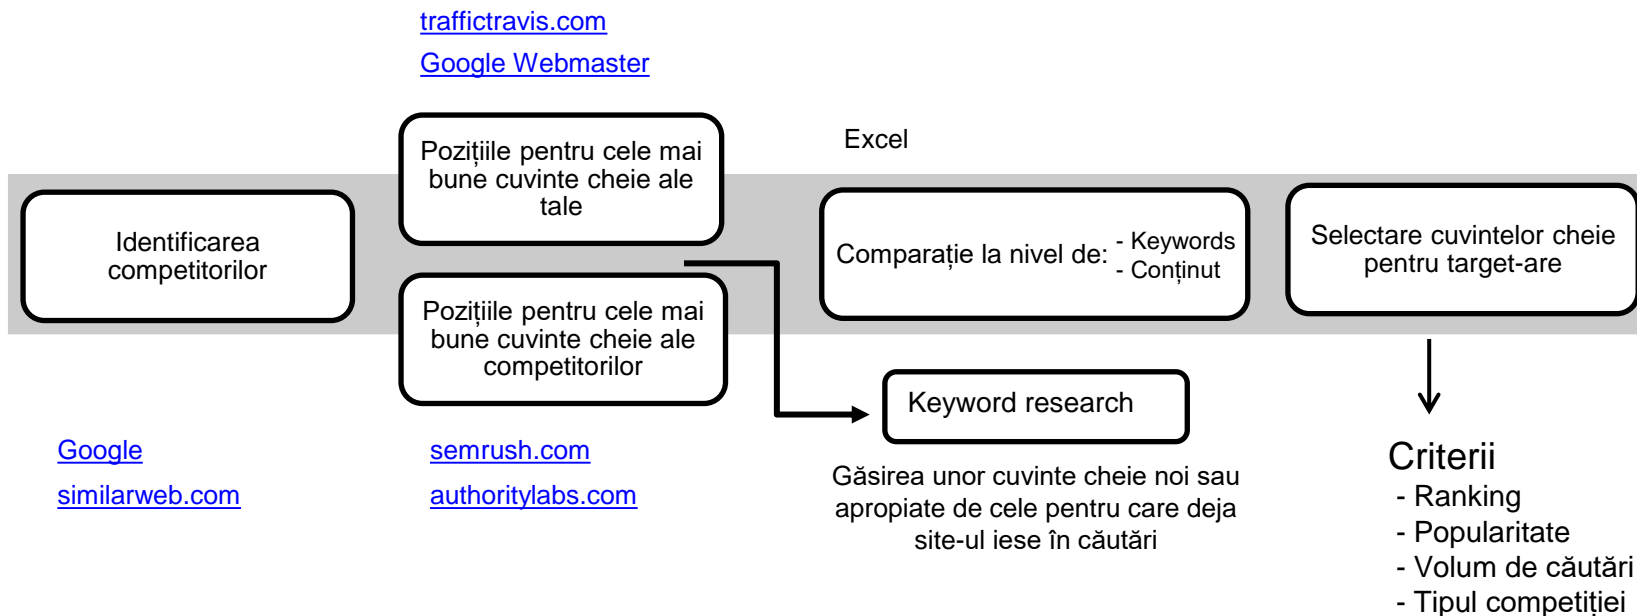 traffictravis.com
Google Webmaster
Pozițiile pentru cele mai
bune cuvinte cheie ale
tale
Excel
Identificarea
competitorilor
Pozițiile pentru cele mai
bune cuvinte cheie ale
competitorilor
Comparație la nivel de:
- Keywords
- Conținut
Selectare cuvintelor cheie
pentru target-are
Keyword research
Google
similarweb.com
semrush.com
authoritylabs.com
Găsirea unor cuvinte cheie noi sau
apropiate de cele pentru care deja
site-ul iese în căutări
Criterii
- Ranking
- Popularitate
- Volum de căutări
- Tipul competiției